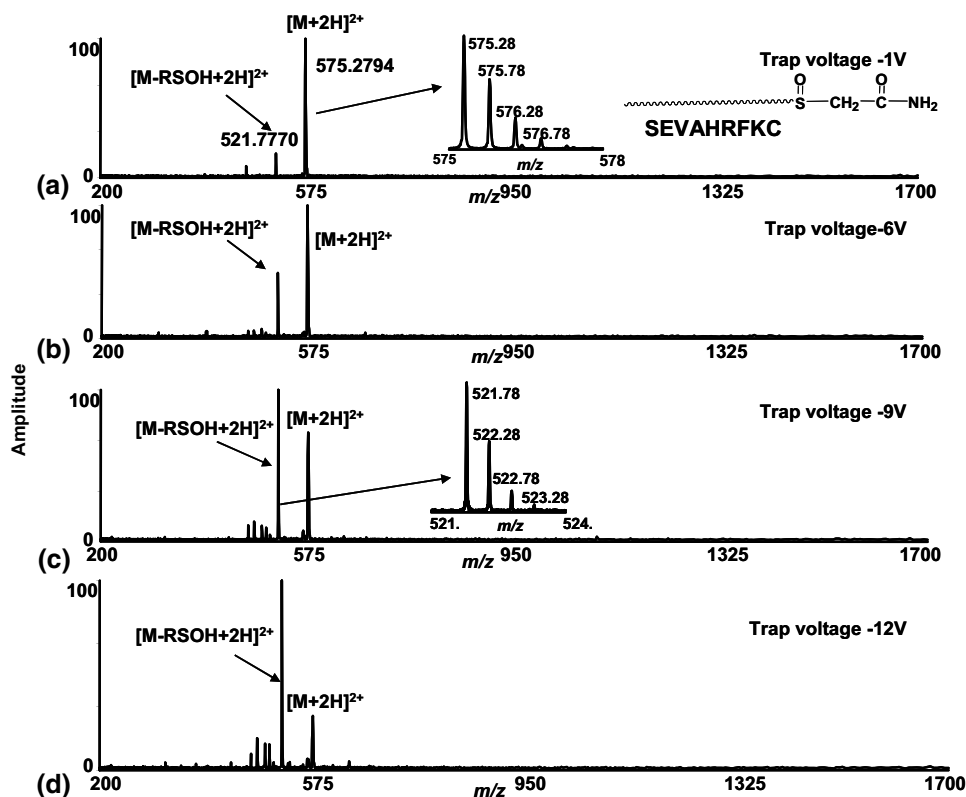 [M+2H]2+
100
[M-RSOH+2H]2+
575.2794
521.7770
575.28
575.78
576.28
576.78
575
m/z
578
Trap voltage -1V
O O
S CH2 C NH2
SEVAHRFKC
0
(a)
200 575 m/z 950 1325 1700
100
[M-RSOH+2H]2+
[M+2H]2+
Trap voltage-6V
0
(b)
200 575 m/z 950 1325 1700
Amplitude
100
[M-RSOH+2H]2+
[M+2H]2+
521.78
522.28
522.78
523.28
521. m/z 524.
Trap voltage -9V
0
(c)
200 575 m/z 950 1325 1700
100
[M-RSOH+2H]2+
[M+2H]2+
Trap voltage -12V
0
(d)
200 575 m/z 950 1325 1700